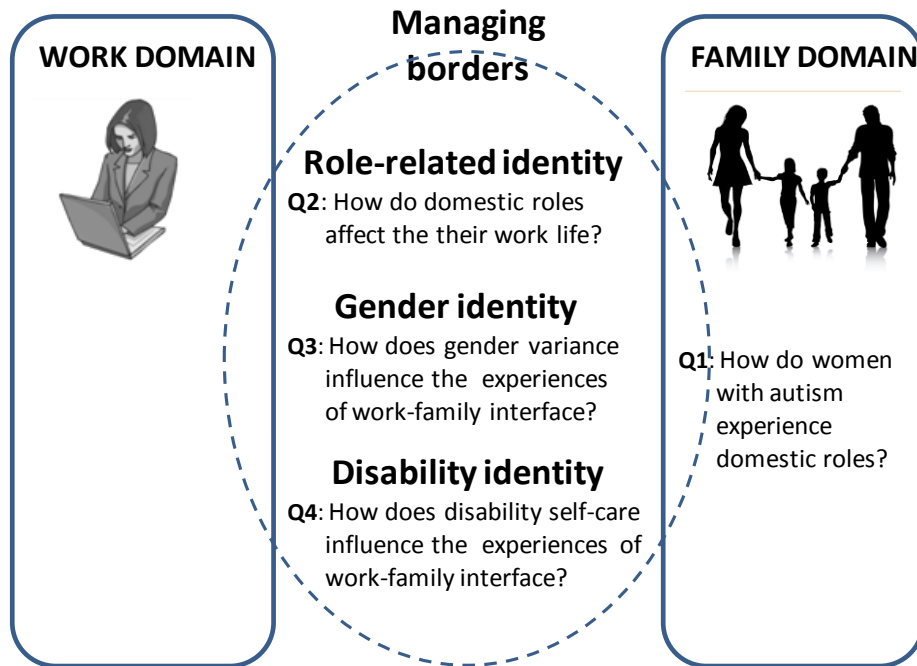 WORK DOMAIN
Managing
borders
FAMILY DOMAIN
Role-related identity
Q2: How do domestic roles
affect the their work life?
Gender identity
Q3: How does gender variance
influence the experiences
of work-family interface?
Q1: How do women
with autism
experience
domestic roles?
Disability identity
Q4: How does disability self-care
influence the experiences of
work-family interface?